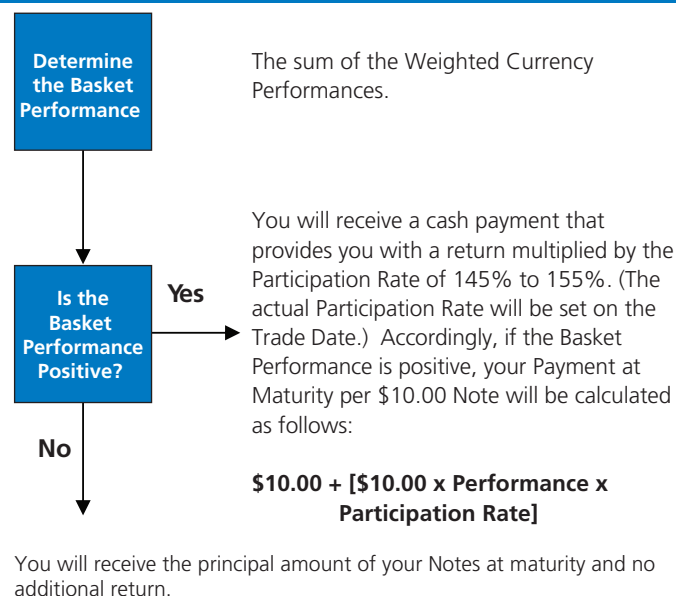 Determine
the Basket
Performance
The sum of the Weighted Currency
Performances.
Is the
Basket
Performance
Positive?
Yes
You will receive a cash payment that
provides you with a return multiplied by the
Participation Rate of 145% to 155%. (The
actual Participation Rate will be set on the
Trade Date.) Accordingly, if the Basket
Performance is positive, your Payment at
Maturity per $10.00 Note will be calculated
as follows:
$10.00 + [$10.00 x Performance x
Participation Rate]
No
You will receive the principal amount of your Notes at maturity and no
additional return.